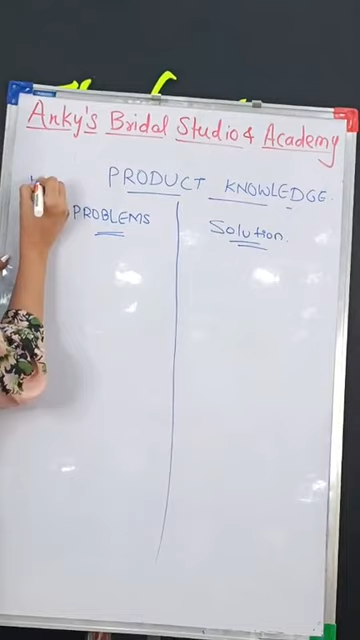 Anky's Bridal Studio & Academy
PRODUCT KNOWLEDGE.
PROBLEMS
Solution.